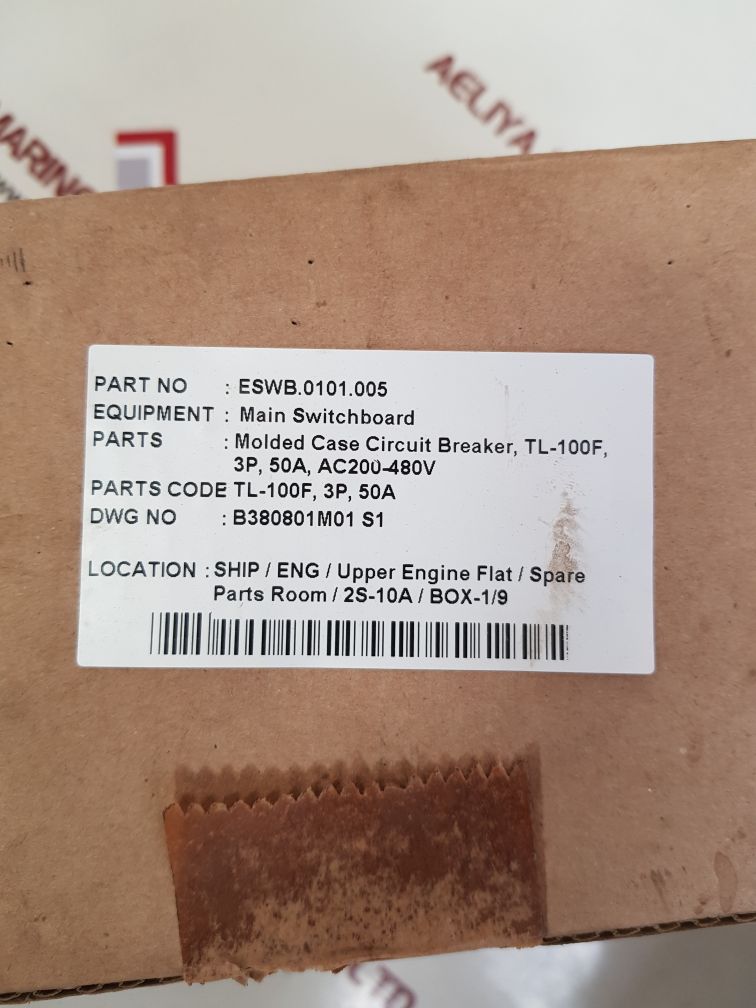 AELIYA
MARINE
PART NO : ESWB.0101.005
EQUIPMENT : Main Switchboard
PARTS : Molded Case Circuit Breaker, TL-100F,
3P, 50A, AC200-480V
PARTS CODE TL-100F, 3P, 50A
DWG NO : B380801M01 S1
LOCATION : SHIP / ENG / Upper Engine Flat / Spare
Parts Room / 2S-10A / BOX-1/9